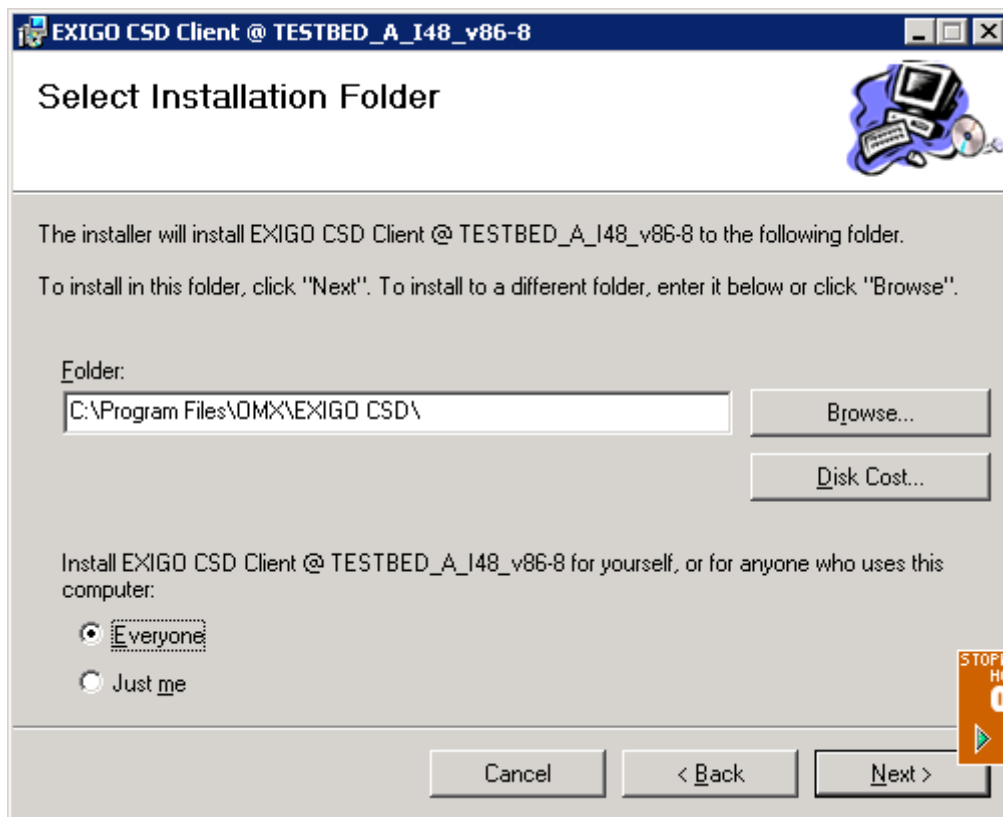 EXIGO CSD Client @ TESTBED_A_I48_v86-8
Select Installation Folder
The installer will install EXIGO CSD Client @ TESTBED_A_I48_v86-8 to the following folder.
To install in this folder, click "Next". To install to a different folder, enter it below or click "Browse".
Folder:
C:\Program Files\OMX\EXIGO CSD\
Browse...
Disk Cost...
Install EXIGO CSD Client @ TESTBED_A_I48_v86-8 for yourself, or for anyone who uses this
computer:
Everyone
Just me
Cancel
< Back
Next >